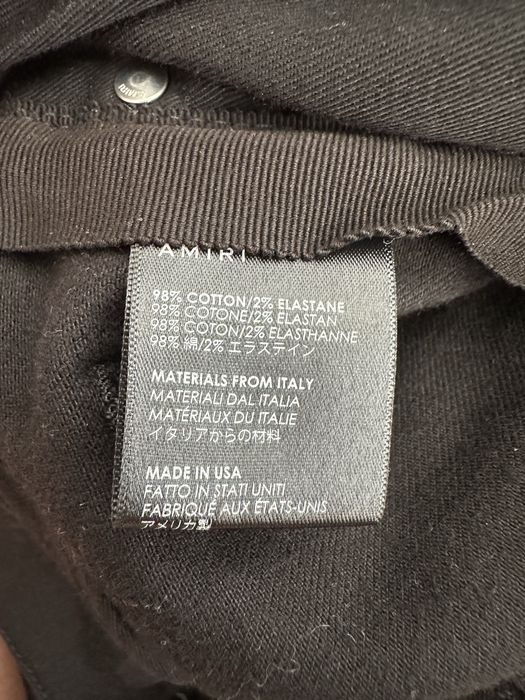 AMIRI
AMIRI
98% COTTON/2% ELASTANE
98% COTONE/2% ELASTAN
98% COTON/2% ELASTHANNE
98% 綿/2% エラステイン
MATERIALS FROM ITALY
MATERIALI DAL ITALIA
MATÉRIAUX DU ITALIE
イタリアからの材料
MADE IN USA
FATTO IN STATI UNITI
FABRIQUÉ AUX ÉTATS-UNIS
アメリカ製